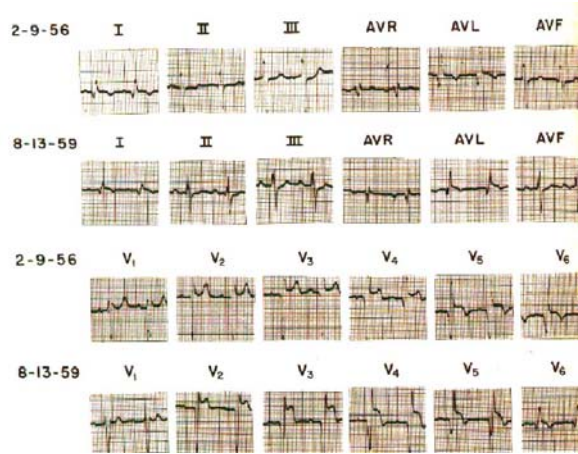 2-9-56 I II III AVR AVL AVF
8-13-59 I II III AVR AVL AVF
2-9-56 V1 V2 V3 V4 V5 V6
8-13-59 V1 V2 V3 V4 V5 V6